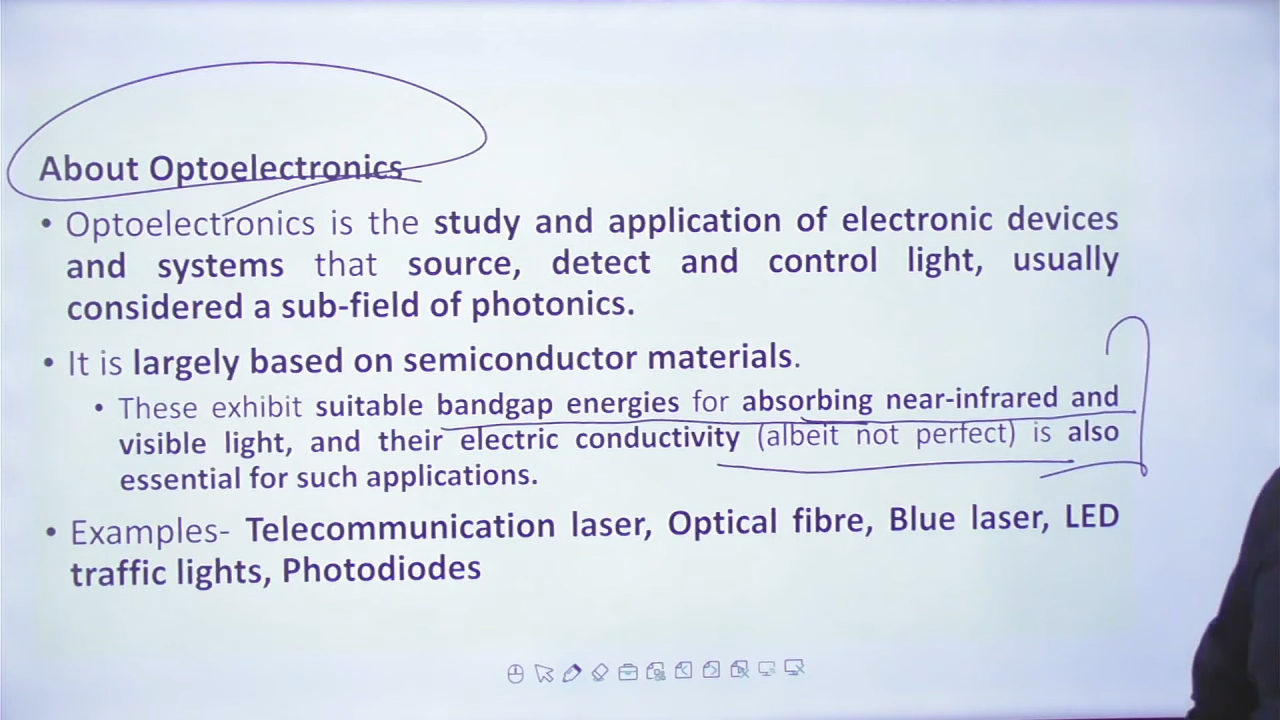 About Optoelectronics
• Optoelectronics is the study and application of electronic devices
and systems that source, detect and control light, usually
considered a sub-field of photonics.
• It is largely based on semiconductor materials.
• These exhibit suitable bandgap energies for absorbing near-infrared and
visible light, and their electric conductivity (albeit not perfect) is also
essential for such applications.
• Examples- Telecommunication laser, Optical fibre, Blue laser, LED
traffic lights, Photodiodes